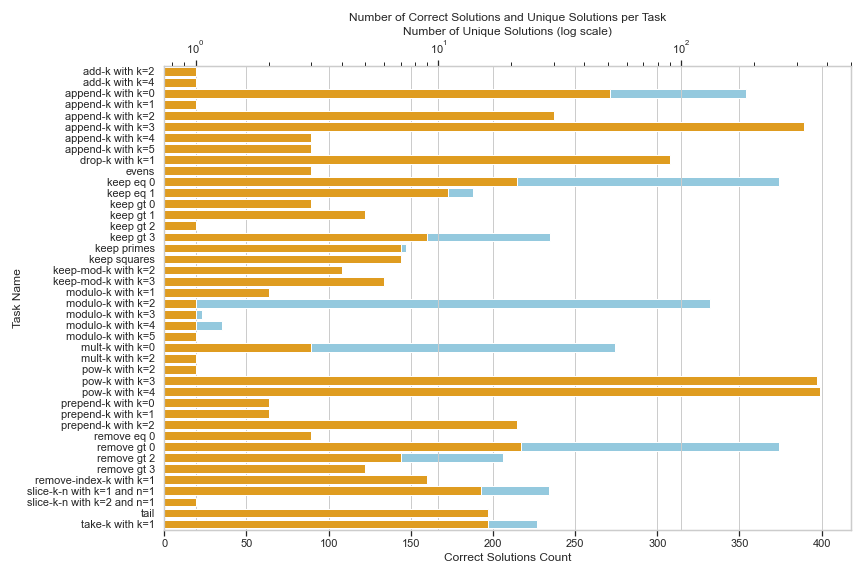 Number of Correct Solutions and Unique Solutions per Task
Number of Unique Solutions (log scale)
10^0 10^1 10^2
add-k with k=2
add-k with k=4
append-k with k=0
append-k with k=1
append-k with k=2
append-k with k=3
append-k with k=4
append-k with k=5
drop-k with k=1
evens
keep eq 0
keep eq 1
keep gt 0
keep gt 1
keep gt 2
keep gt 3
keep primes
keep squares
keep-mod-k with k=2
keep-mod-k with k=3
modulo-k with k=1
modulo-k with k=2
modulo-k with k=3
modulo-k with k=4
modulo-k with k=5
mult-k with k=0
mult-k with k=2
pow-k with k=2
pow-k with k=3
pow-k with k=4
prepend-k with k=0
prepend-k with k=1
prepend-k with k=2
remove eq 0
remove gt 0
remove gt 2
remove gt 3
remove-index-k with k=1
slice-k-n with k=1 and n=1
slice-k-n with k=2 and n=1
tail
take-k with k=1
Task Name
0 50 100 150 200 250 300 350 400
Correct Solutions Count